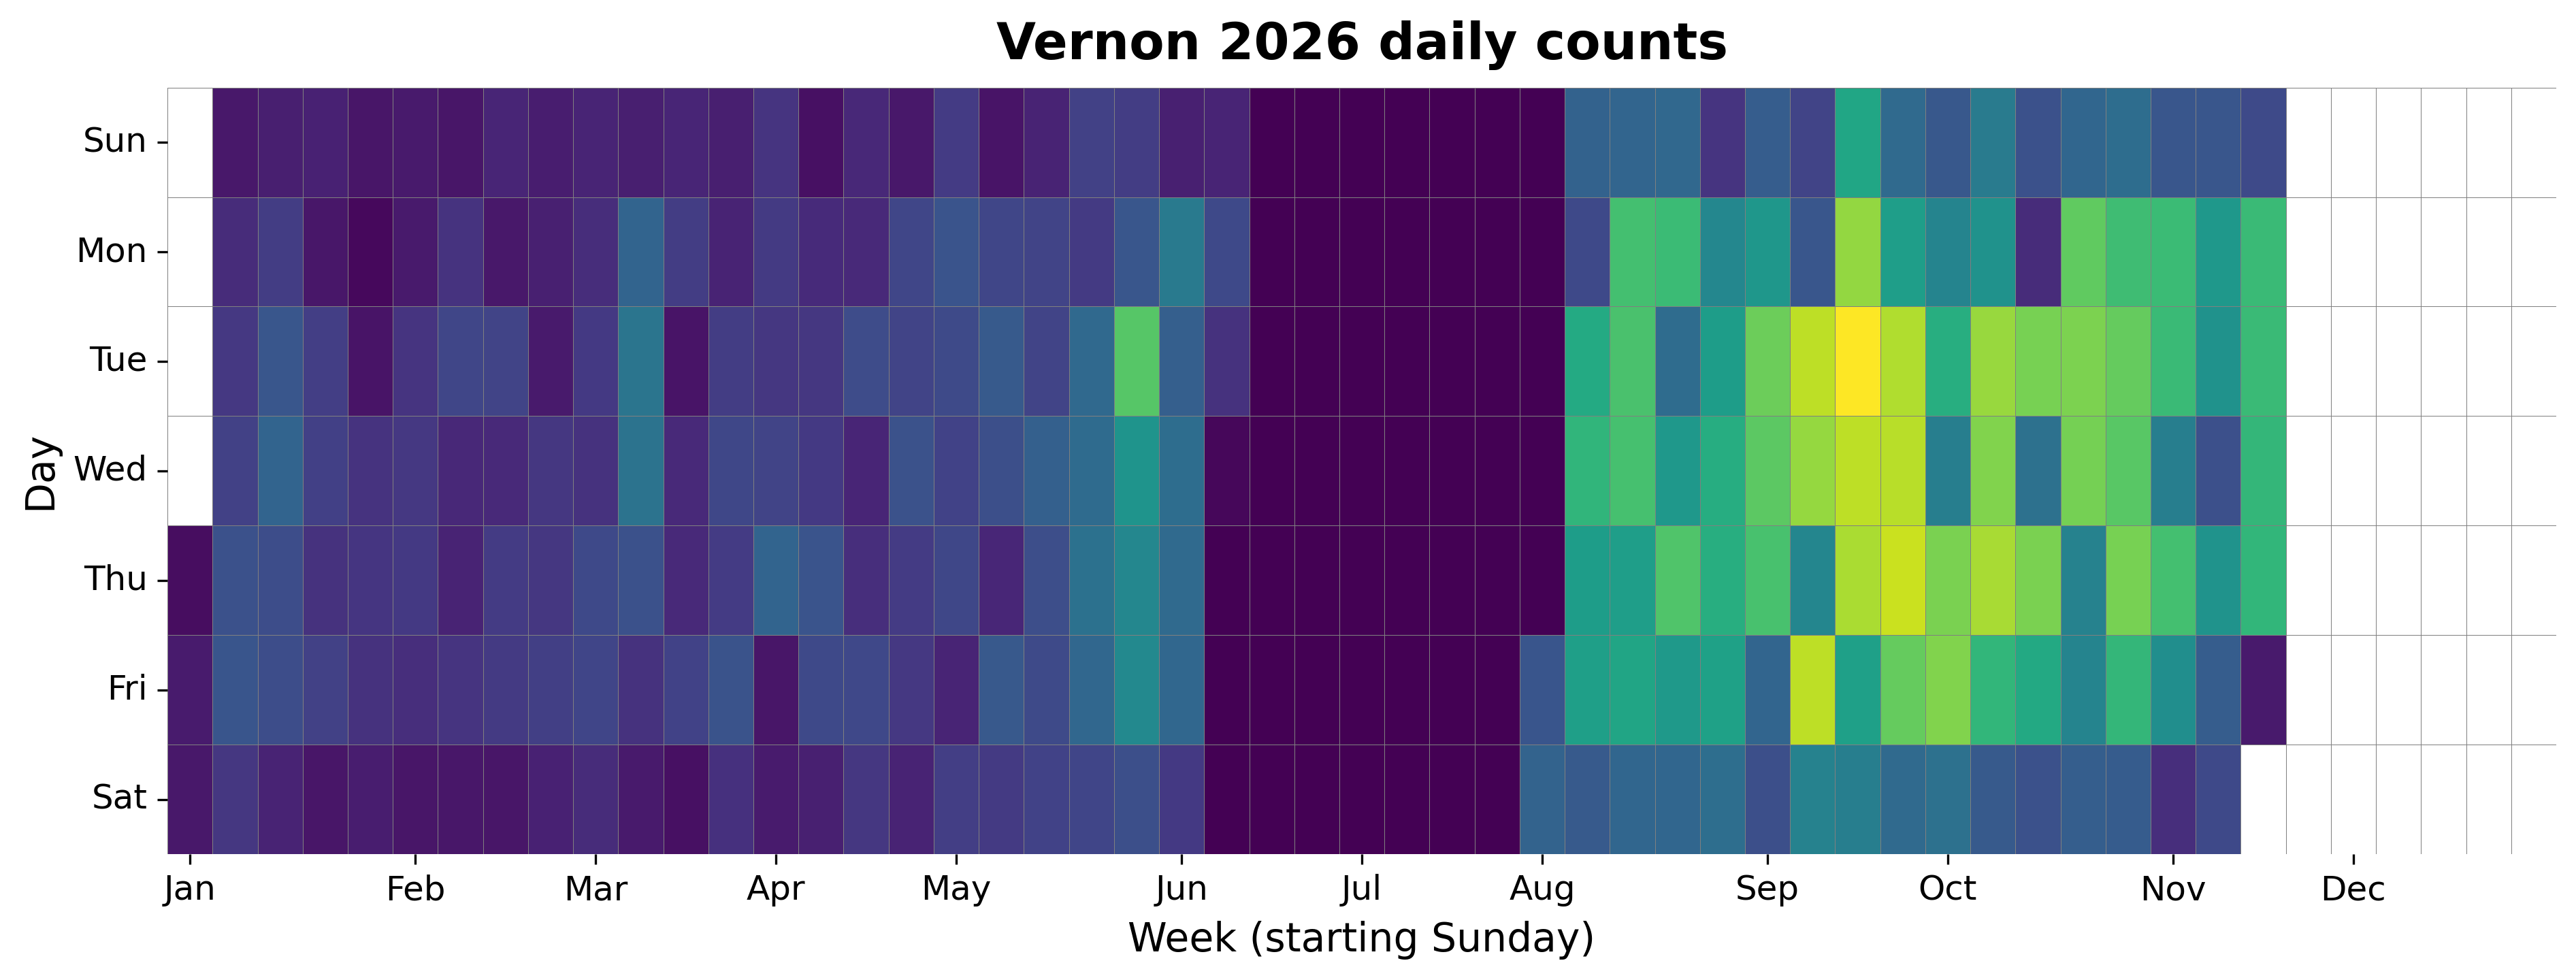 Vernon 2026 daily counts
Day
Sun
Mon
Tue
Wed
Thu
Fri
Sat
Jan Feb Mar Apr May Jun Jul Aug Sep Oct Nov Dec
Week (starting Sunday)